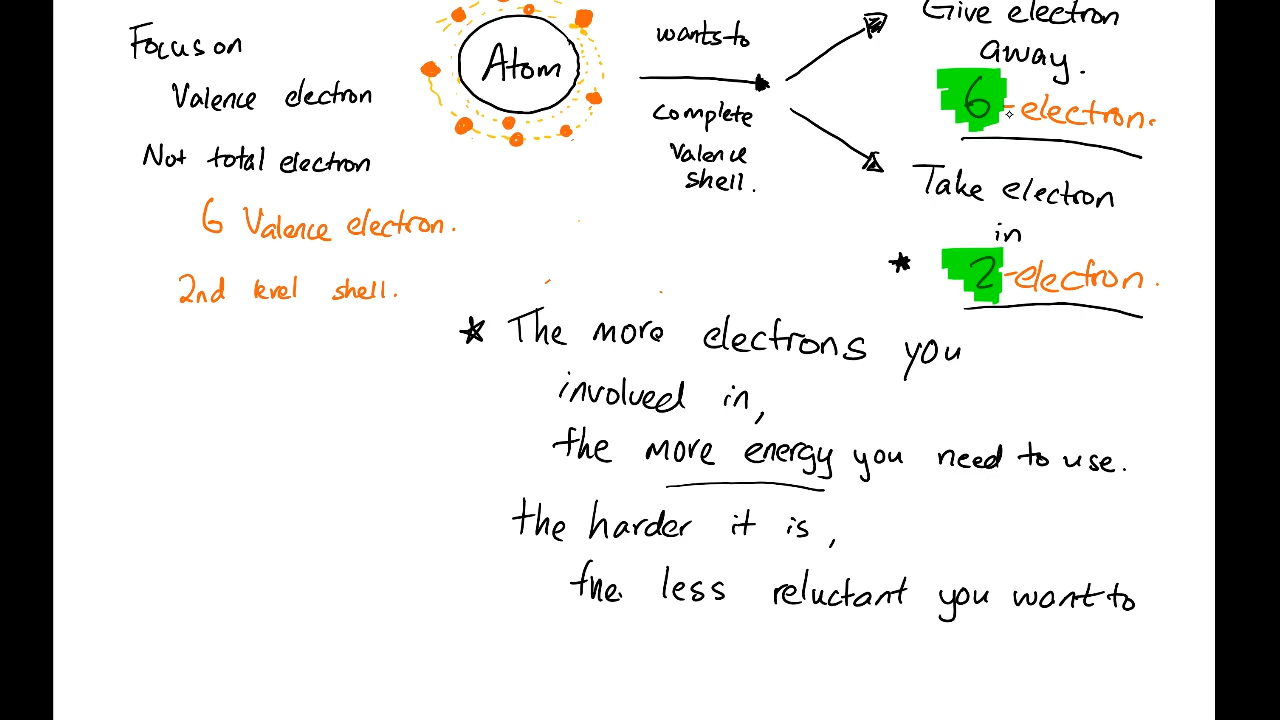 Focus on
Valence electron
Not total electron
6 Valence electron.
2nd level shell.
Atom
wants to
complete
Valence
shell.
Give electron
away.
6-electron.
Take electron
in
* 2-electron.
* The more electrons you
involved in,
the more energy you need to use.
the harder it is,
the less reluctant you want to